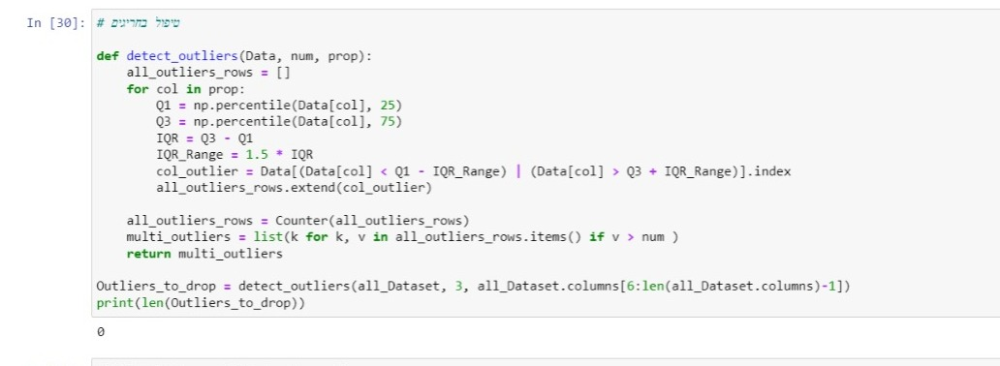 In [30]: # טיפול בחריגים
def detect_outliers(Data, num, prop):
    all_outliers_rows = []
    for col in prop:
        Q1 = np.percentile(Data[col], 25)
        Q3 = np.percentile(Data[col], 75)
        IQR = Q3 - Q1
        IQR_Range = 1.5 * IQR
        col_outlier = Data[(Data[col] < Q1 - IQR_Range) | (Data[col] > Q3 + IQR_Range)].index
        all_outliers_rows.extend(col_outlier)
    all_outliers_rows = Counter(all_outliers_rows)
    multi_outliers = list(k for k, v in all_outliers_rows.items() if v > num )
    return multi_outliers
Outliers_to_drop = detect_outliers(all_Dataset, 3, all_Dataset.columns[6:len(all_Dataset.columns)-1])
print(len(Outliers_to_drop))
0